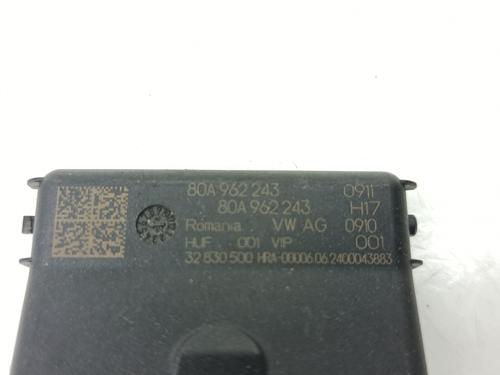 80A 962 243 0911
80A 962 243 H17
Romania VW AG 0910
HUF 001 VIP 001
32 830 500 HRA-00006.06.2400043883